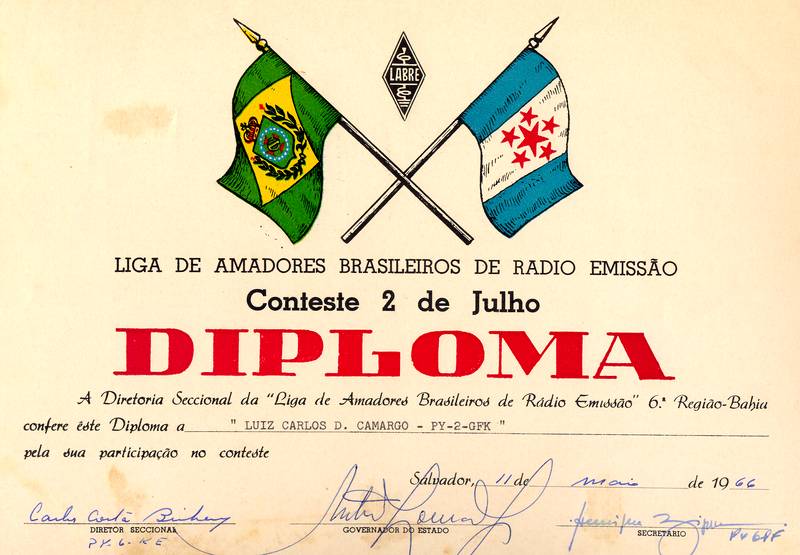 LABRE
LIGA DE AMADORES BRASILEIROS DE RADIO EMISSÃO
Conteste 2 de Julho
DIPLOMA
A Diretoria Seccional da "Liga de Amadores Brasileiros de Rádio Emissão" 6.ª Região-Bahia
confere êste Diploma a " LUIZ CARLOS D. CAMARGO - PY-2-GFK "
pela sua participação no conteste
Salvador, 11 de maio de 1966
Carlos Costa
DIRETOR SECCIONAL
GOVERNADOR DO ESTADO
SECRETÁRIO
PY.6.KE